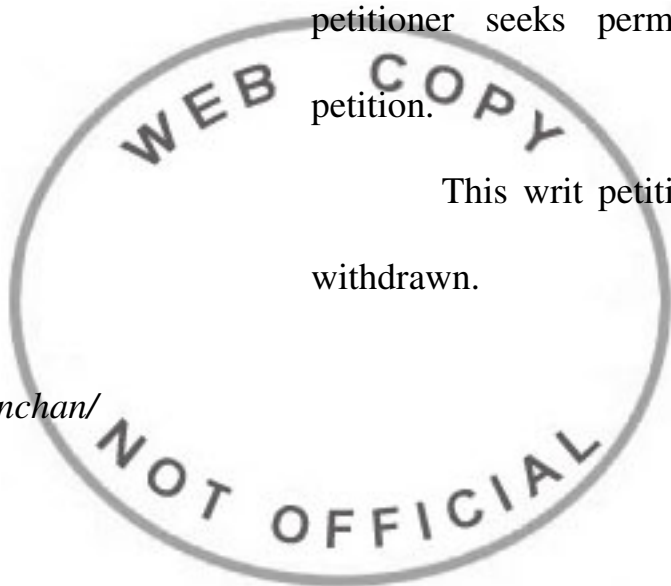 petitioner seeks perm
petition.
This writ petiti
withdrawn.
nchan/
WEB COPY
NOT OFFICIAL